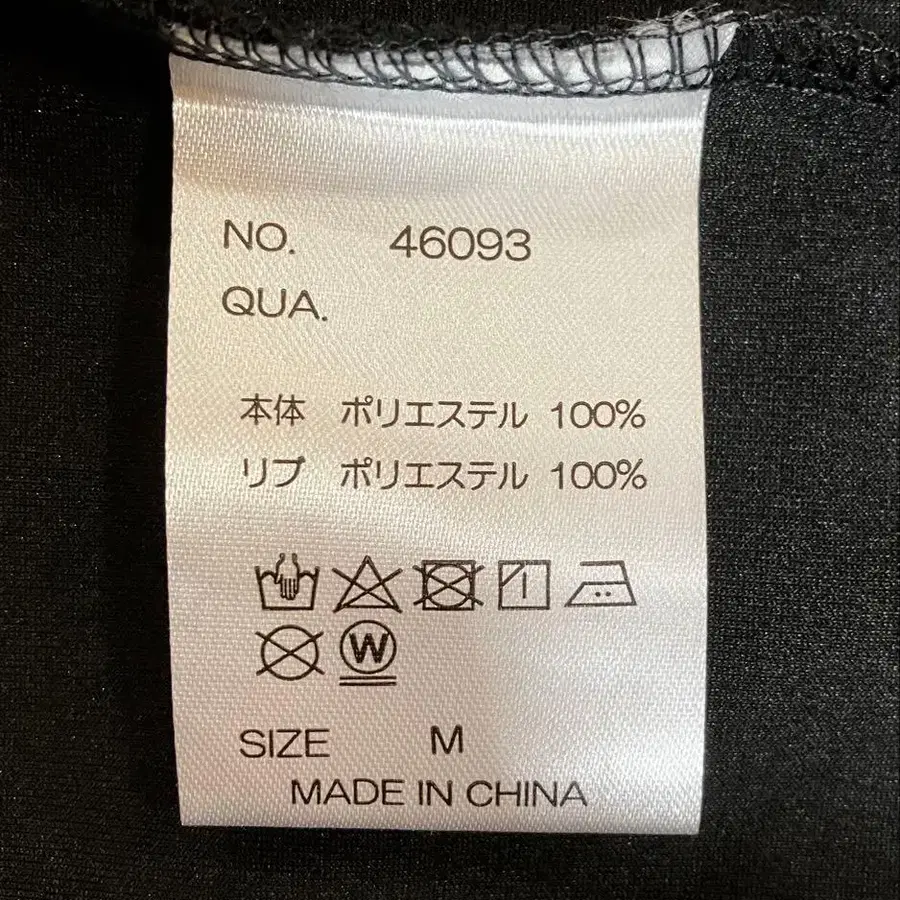 NO. 46093
QUA.
本体 ポリエステル 100%
リブ ポリエステル 100%
W
SIZE M
MADE IN CHINA